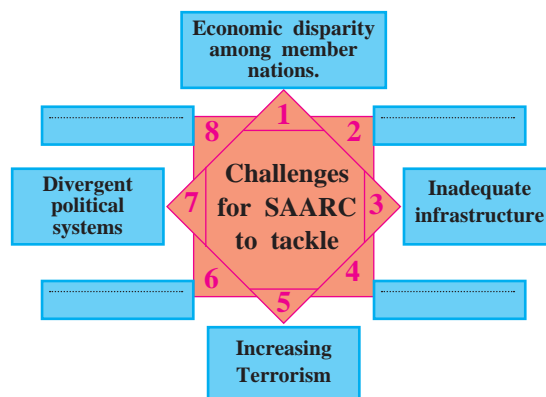 Economic disparity
among member
nations.
1
8
2
Divergent
political
systems
7
Challenges
for SAARC
to tackle
3
Inadequate
infrastructure
6
4
5
Increasing
Terrorism